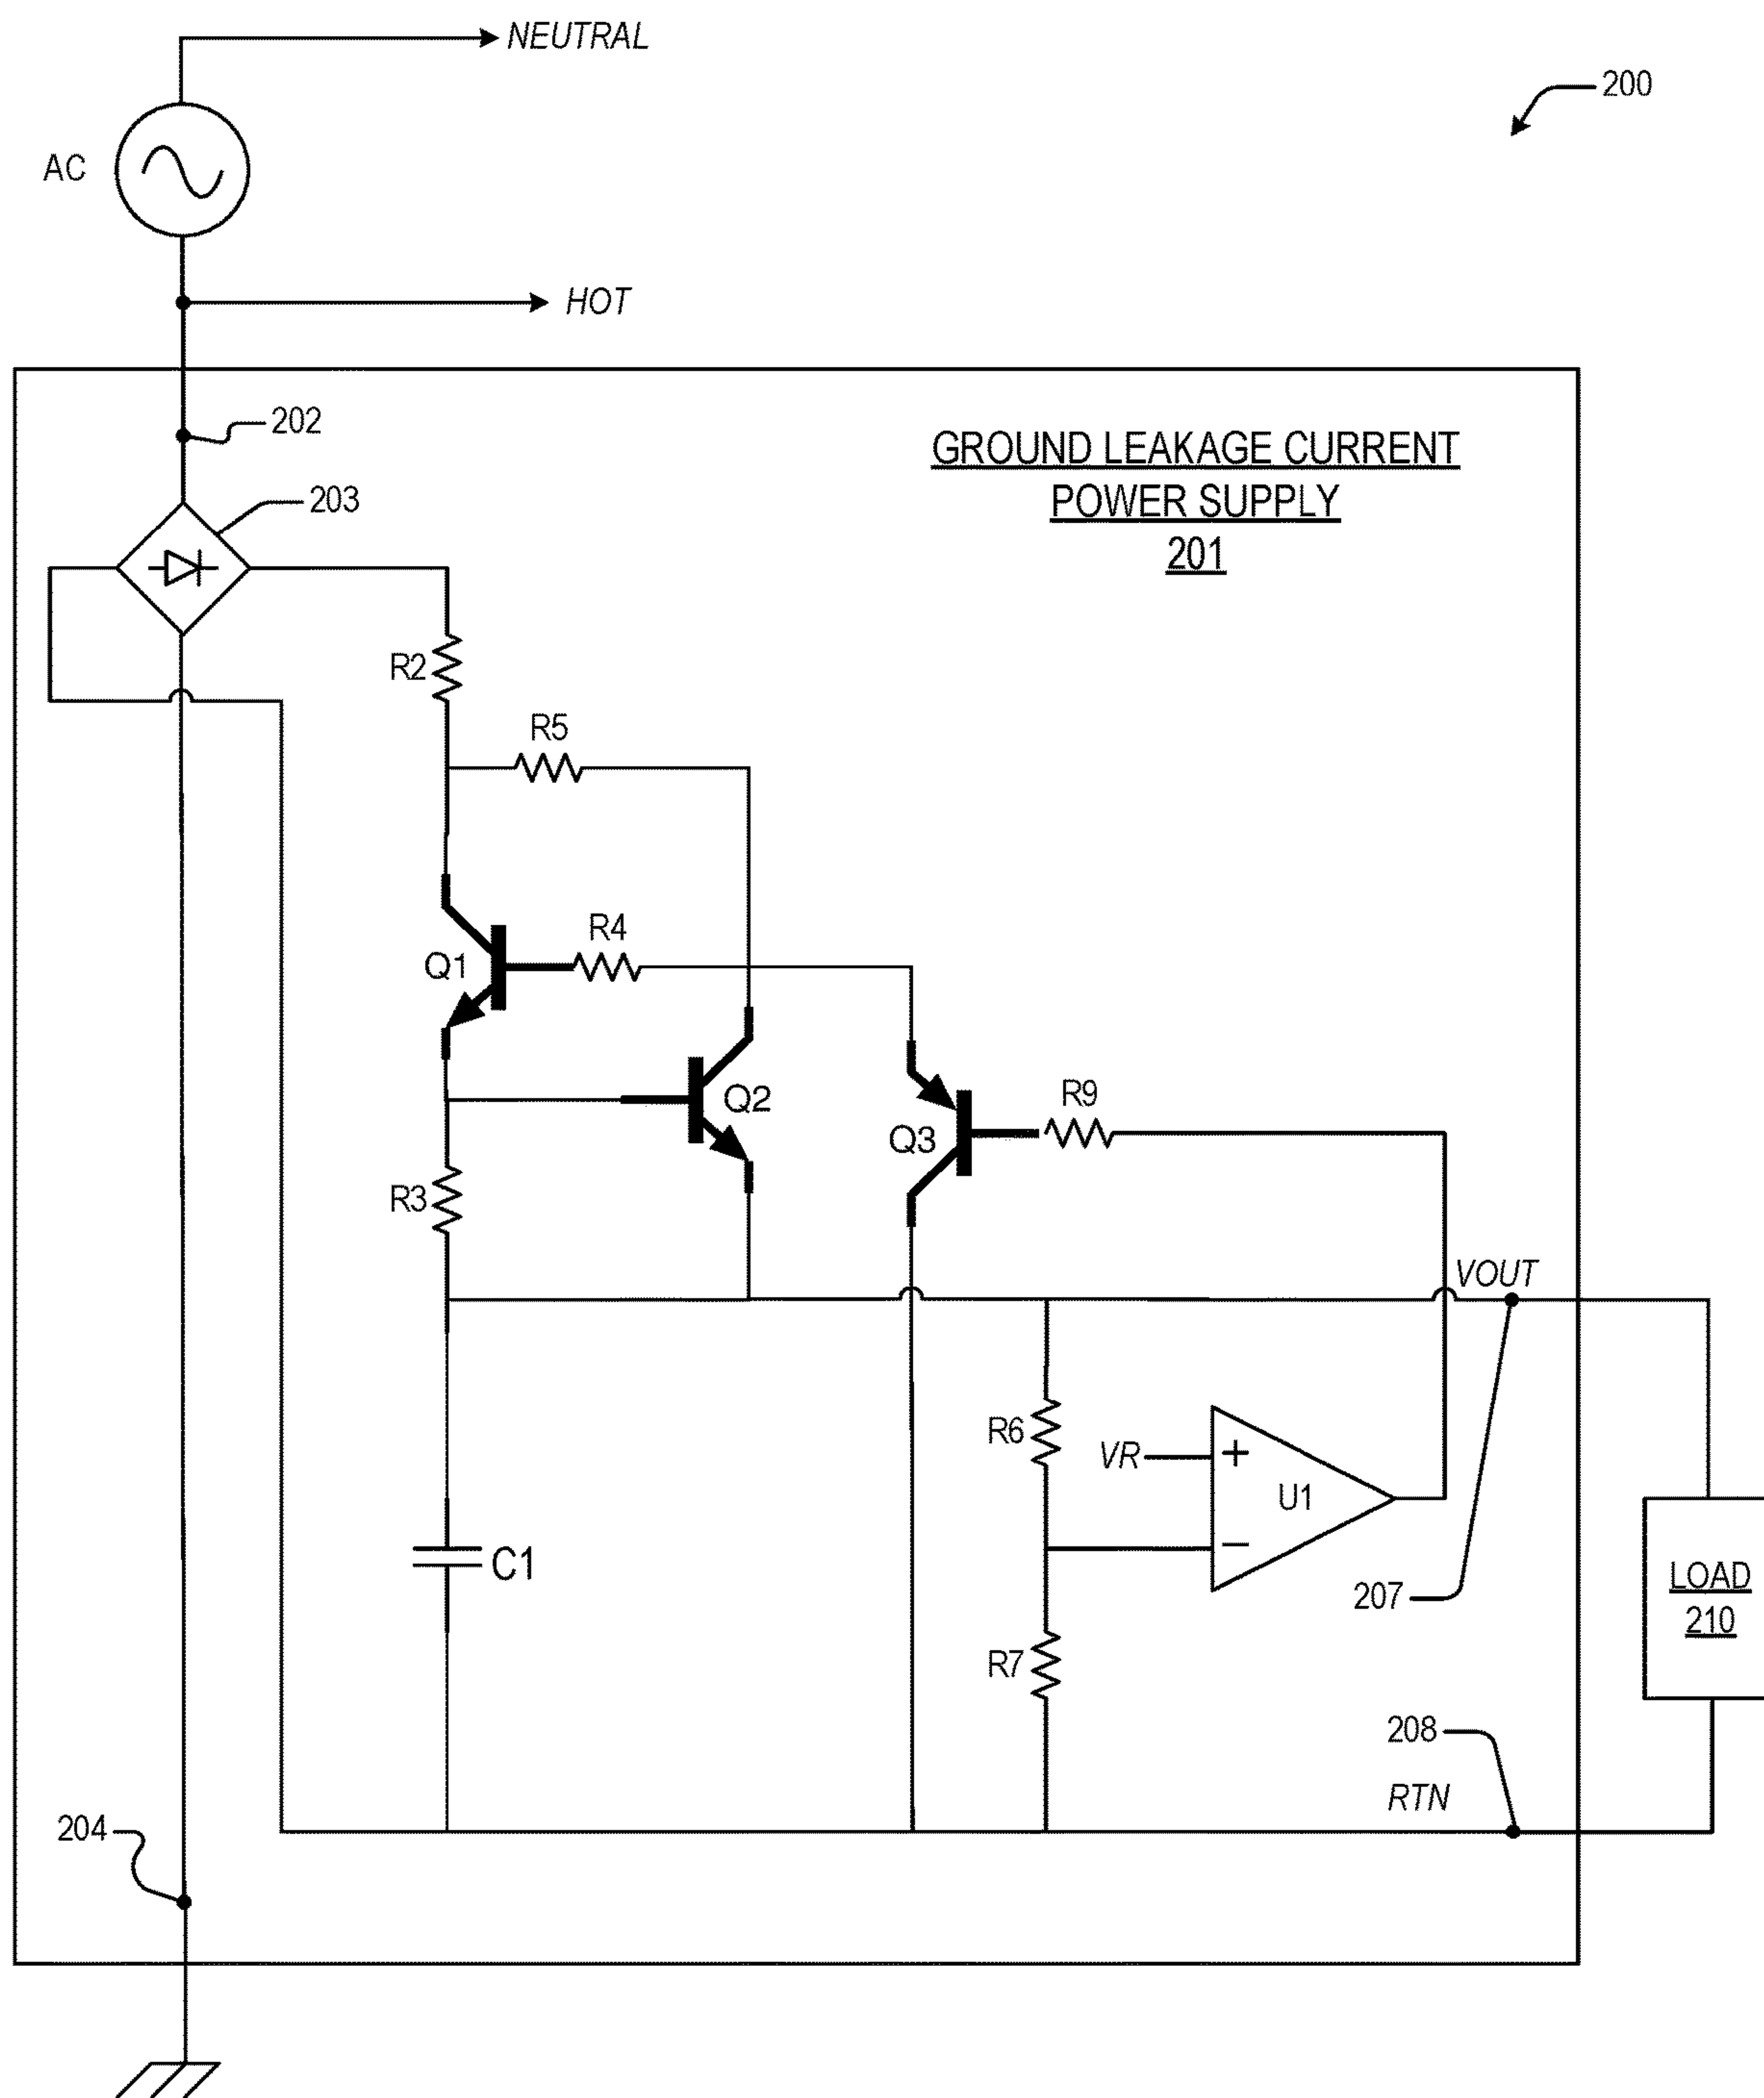 NEUTRAL
200
AC
HOT
202
GROUND LEAKAGE CURRENT
POWER SUPPLY
201
203
R2
R5
R4
Q1
Q2
R9
Q3
R3
VOUT
R6
VR
+
U1
−
C1
207
LOAD
210
R7
208
RTN
204